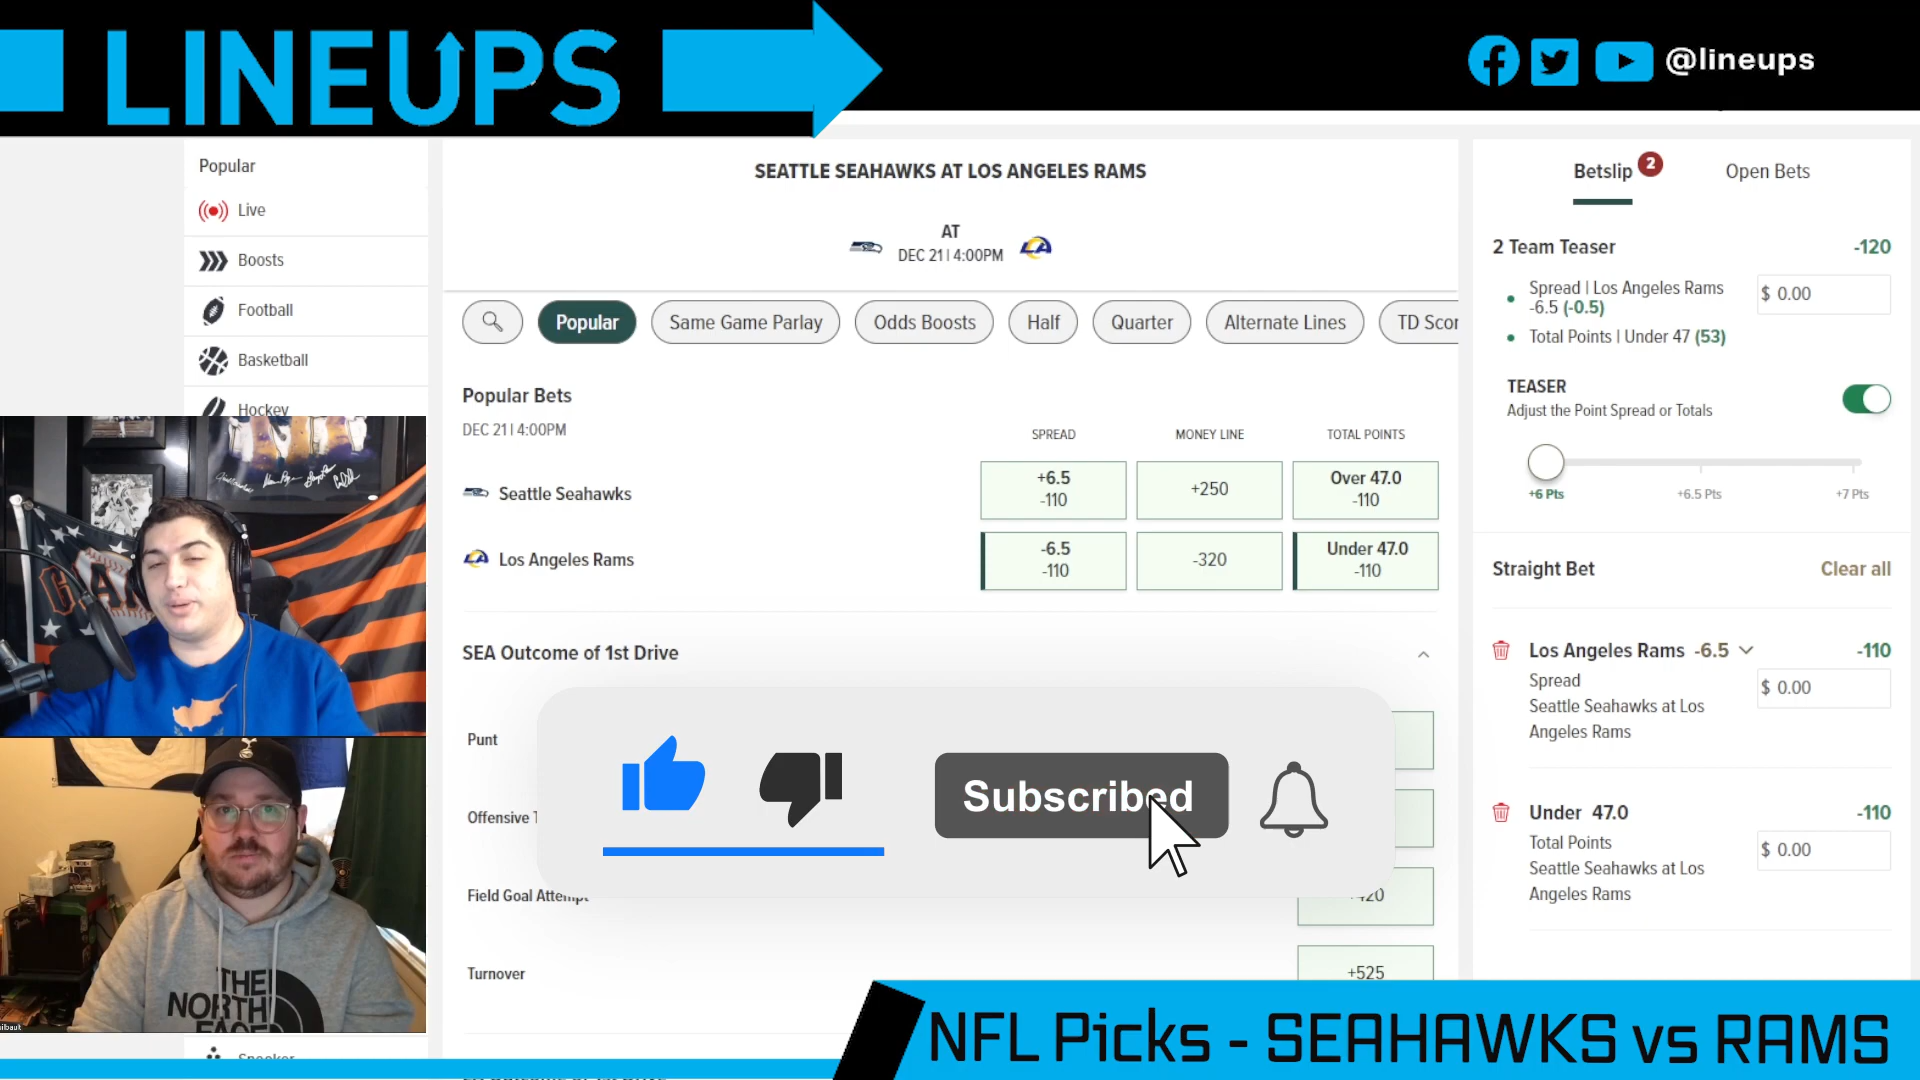 LINEUPS
@lineups
Popular
Live
Boosts
Football
Basketball
Hockey
SEATTLE SEAHAWKS AT LOS ANGELES RAMS
AT
DEC 21 | 4:00PM
Popular
Same Game Parlay
Odds Boosts
Half
Quarter
Alternate Lines
TD Scor
Popular Bets
DEC 21 | 4:00PM
SPREAD
MONEY LINE
TOTAL POINTS
Seattle Seahawks
+6.5
-110
+250
Over 47.0
-110
Los Angeles Rams
-6.5
-110
-320
Under 47.0
-110
SEA Outcome of 1st Drive
Punt
Offensive T
Field Goal Attempt
Turnover
+525
Subscribed
Betslip 2
Open Bets
2 Team Teaser
-120
Spread | Los Angeles Rams
-6.5 (-0.5)
$ 0.00
Total Points | Under 47 (53)
TEASER
Adjust the Point Spread or Totals
+6 Pts
+6.5 Pts
+7 Pts
Straight Bet
Clear all
Los Angeles Rams -6.5
-110
Spread
$ 0.00
Seattle Seahawks at Los
Angeles Rams
Under 47.0
-110
Total Points
$ 0.00
Seattle Seahawks at Los
Angeles Rams
THE
NORTH
FACE
NFL Picks - SEAHAWKS vs RAMS